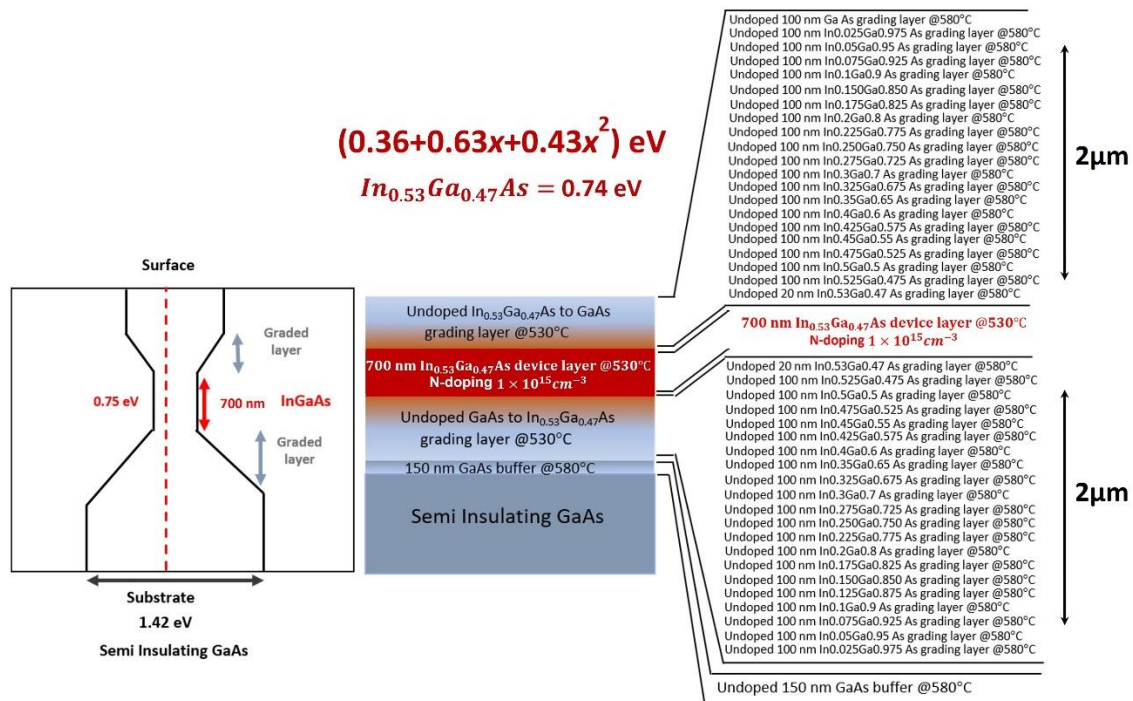 (0.36+0.63x+0.43x²) eV
In₀.₅₃Ga₀.₄₇As = 0.74 eV
Surface
Graded
layer
0.75 eV
700 nm
InGaAs
Graded
layer
Substrate
1.42 eV
Semi Insulating GaAs
Undoped In₀.₅₃Ga₀.₄₇As to GaAs
grading layer @530°C
700 nm In₀.₅₃Ga₀.₄₇As device layer @530°C
N-doping 1 × 10¹⁵cm⁻³
Undoped GaAs to In₀.₅₃Ga₀.₄₇As
grading layer @530°C
150 nm GaAs buffer @580°C
Semi Insulating GaAs
Undoped 100 nm Ga As grading layer @580°C
Undoped 100 nm In0.025Ga0.975 As grading layer @580°C
Undoped 100 nm In0.05Ga0.95 As grading layer @580°C
Undoped 100 nm In0.075Ga0.925 As grading layer @580°C
Undoped 100 nm In0.1Ga0.9 As grading layer @580°C
Undoped 100 nm In0.150Ga0.850 As grading layer @580°C
Undoped 100 nm In0.175Ga0.825 As grading layer @580°C
Undoped 100 nm In0.2Ga0.8 As grading layer @580°C
Undoped 100 nm In0.225Ga0.775 As grading layer @580°C
Undoped 100 nm In0.250Ga0.750 As grading layer @580°C
Undoped 100 nm In0.275Ga0.725 As grading layer @580°C
Undoped 100 nm In0.3Ga0.7 As grading layer @580°C
Undoped 100 nm In0.325Ga0.675 As grading layer @580°C
Undoped 100 nm In0.35Ga0.65 As grading layer @580°C
Undoped 100 nm In0.4Ga0.6 As grading layer @580°C
Undoped 100 nm In0.425Ga0.575 As grading layer @580°C
Undoped 100 nm In0.45Ga0.55 As grading layer @580°C
Undoped 100 nm In0.475Ga0.525 As grading layer @580°C
Undoped 100 nm In0.5Ga0.5 As grading layer @580°C
Undoped 100 nm In0.525Ga0.475 As grading layer @580°C
Undoped 20 nm In0.53Ga0.47 As grading layer @580°C
2μm
700 nm In₀.₅₃Ga₀.₄₇As device layer @530°C
N-doping 1 × 10¹⁵cm⁻³
Undoped 20 nm In0.53Ga0.47 As grading layer @580°C
Undoped 100 nm In0.525Ga0.475 As grading layer @580°C
Undoped 100 nm In0.5Ga0.5 As grading layer @580°C
Undoped 100 nm In0.475Ga0.525 As grading layer @580°C
Undoped 100 nm In0.45Ga0.55 As grading layer @580°C
Undoped 100 nm In0.425Ga0.575 As grading layer @580°C
Undoped 100 nm In0.4Ga0.6 As grading layer @580°C
Undoped 100 nm In0.35Ga0.65 As grading layer @580°C
Undoped 100 nm In0.325Ga0.675 As grading layer @580°C
Undoped 100 nm In0.3Ga0.7 As grading layer @580°C
Undoped 100 nm In0.275Ga0.725 As grading layer @580°C
Undoped 100 nm In0.250Ga0.750 As grading layer @580°C
Undoped 100 nm In0.225Ga0.775 As grading layer @580°C
Undoped 100 nm In0.2Ga0.8 As grading layer @580°C
Undoped 100 nm In0.175Ga0.825 As grading layer @580°C
Undoped 100 nm In0.150Ga0.850 As grading layer @580°C
Undoped 100 nm In0.125Ga0.875 As grading layer @580°C
Undoped 100 nm In0.1Ga0.9 As grading layer @580°C
Undoped 100 nm In0.075Ga0.925 As grading layer @580°C
Undoped 100 nm In0.05Ga0.95 As grading layer @580°C
Undoped 100 nm In0.025Ga0.975 As grading layer @580°C
2μm
Undoped 150 nm GaAs buffer @580°C